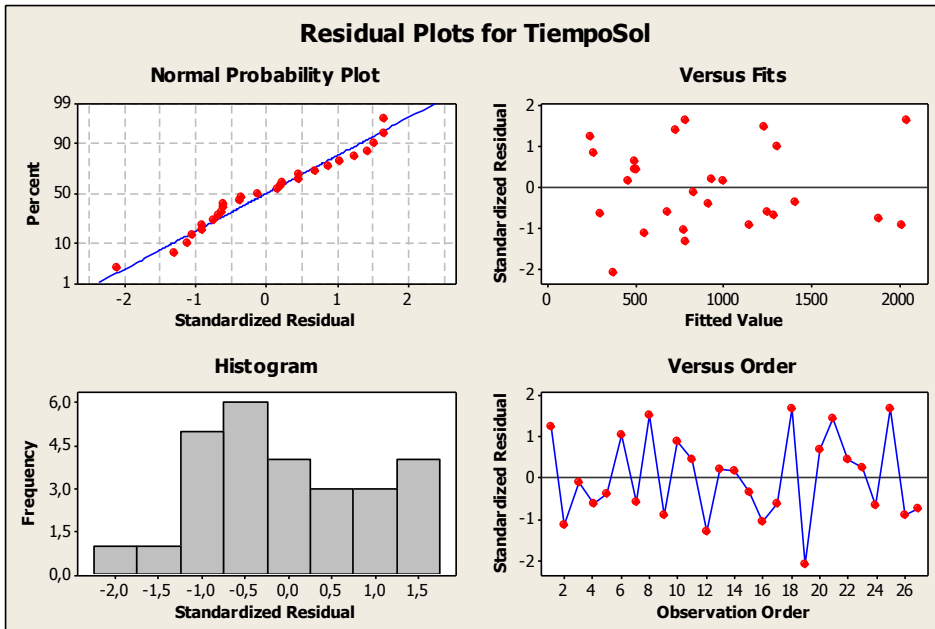 Residual Plots for TiempoSol
Normal Probability Plot
Percent
99
90
50
10
1
-2 -1 0 1 2
Standardized Residual
Versus Fits
Standardized Residual
2
1
0
-1
-2
0 500 1000 1500 2000
Fitted Value
Histogram
Frequency
6,0
4,5
3,0
1,5
0,0
-2,0 -1,5 -1,0 -0,5 0,0 0,5 1,0 1,5
Standardized Residual
Versus Order
Standardized Residual
2
1
0
-1
-2
2 4 6 8 10 12 14 16 18 20 22 24 26
Observation Order